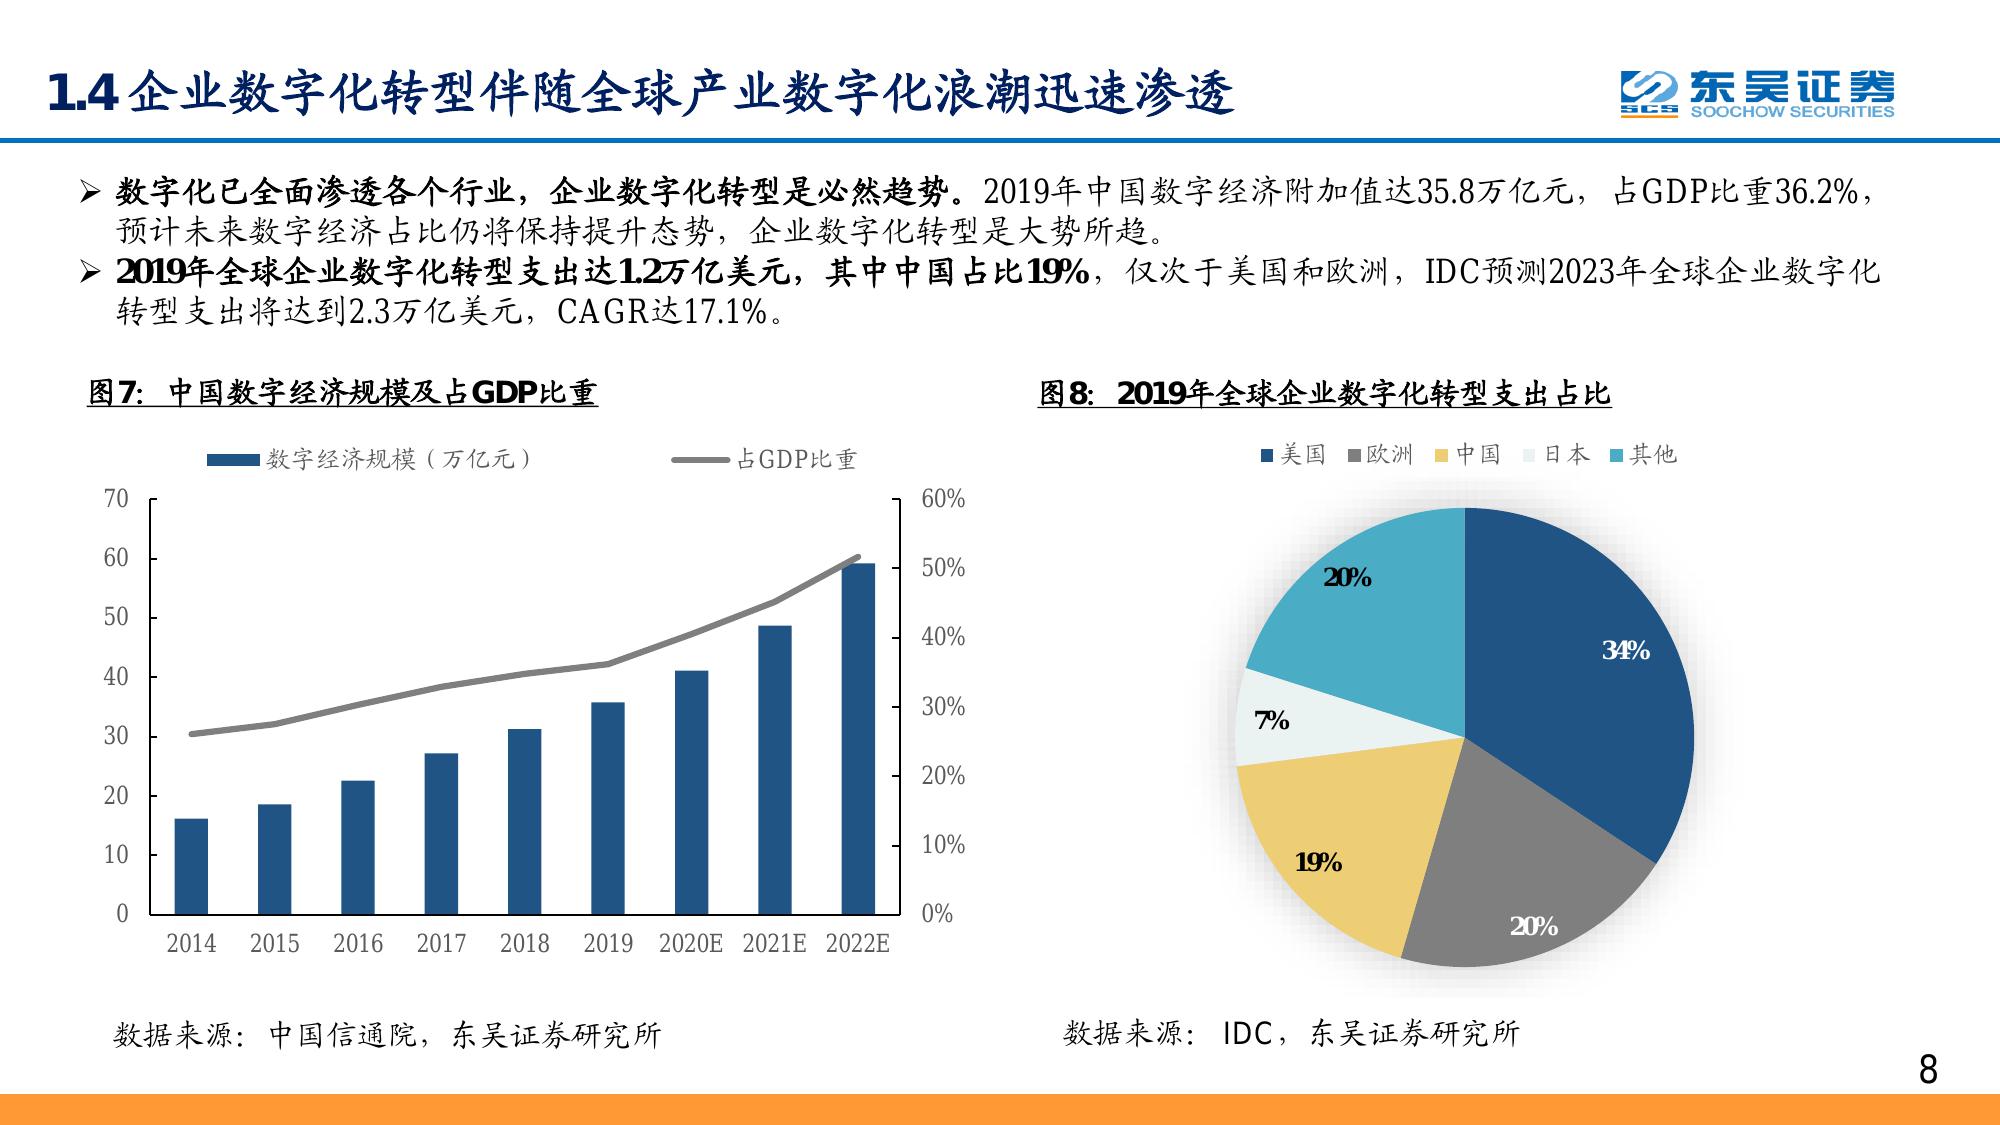 1.4企业数字化转型伴随全球产业数字化浪潮迅速渗透
东吴证券
SCS
SOOCHOW SECURITIES
➢ 数字化已全面渗透各个行业，企业数字化转型是必然趋势。2019年中国数字经济附加值达35.8万亿元，占GDP比重36.2%，
预计未来数字经济占比仍将保持提升态势，企业数字化转型是大势所趋。
➢ 2019年全球企业数字化转型支出达1.2万亿美元，其中中国占比19%，仅次于美国和欧洲，IDC预测2023年全球企业数字化
转型支出将达到2.3万亿美元，CAGR达17.1%。
图7：中国数字经济规模及占GDP比重
数字经济规模（万亿元） 占GDP比重
70 60%
60 50%
50 40%
40 30%
30 20%
20 10%
10 0%
0
2014 2015 2016 2017 2018 2019 2020E 2021E 2022E
数据来源：中国信通院，东吴证券研究所
图8：2019年全球企业数字化转型支出占比
美国 欧洲 中国 日本 其他
20%
34%
7%
19%
20%
数据来源： IDC，东吴证券研究所
8